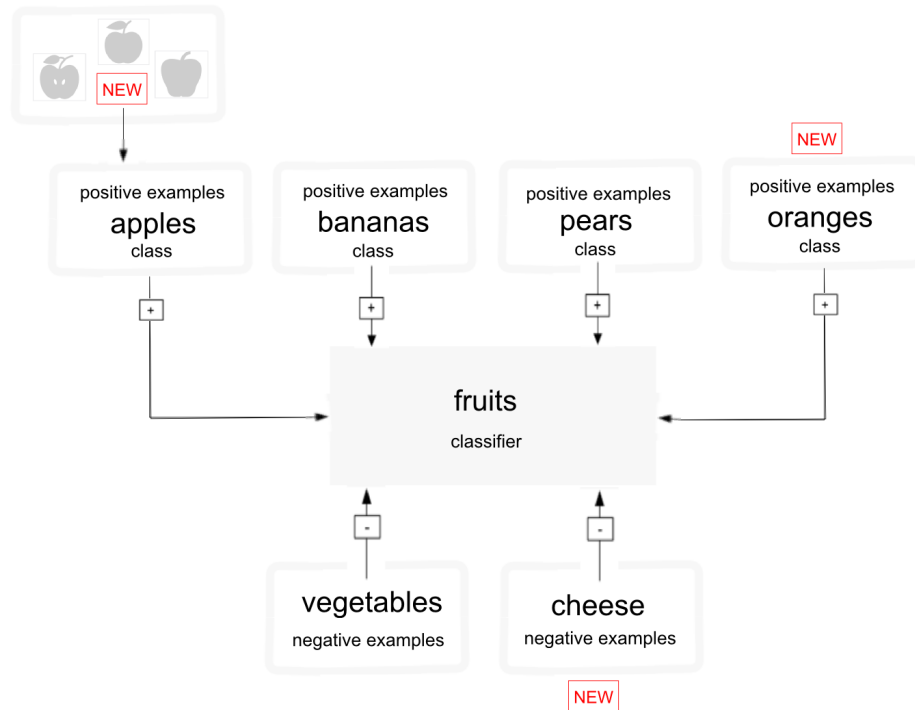 NEW
NEW
positive examples
apples
class
positive examples
bananas
class
positive examples
pears
class
positive examples
oranges
class
+
+
+
+
fruits
classifier
-
-
vegetables
negative examples
cheese
negative examples
NEW